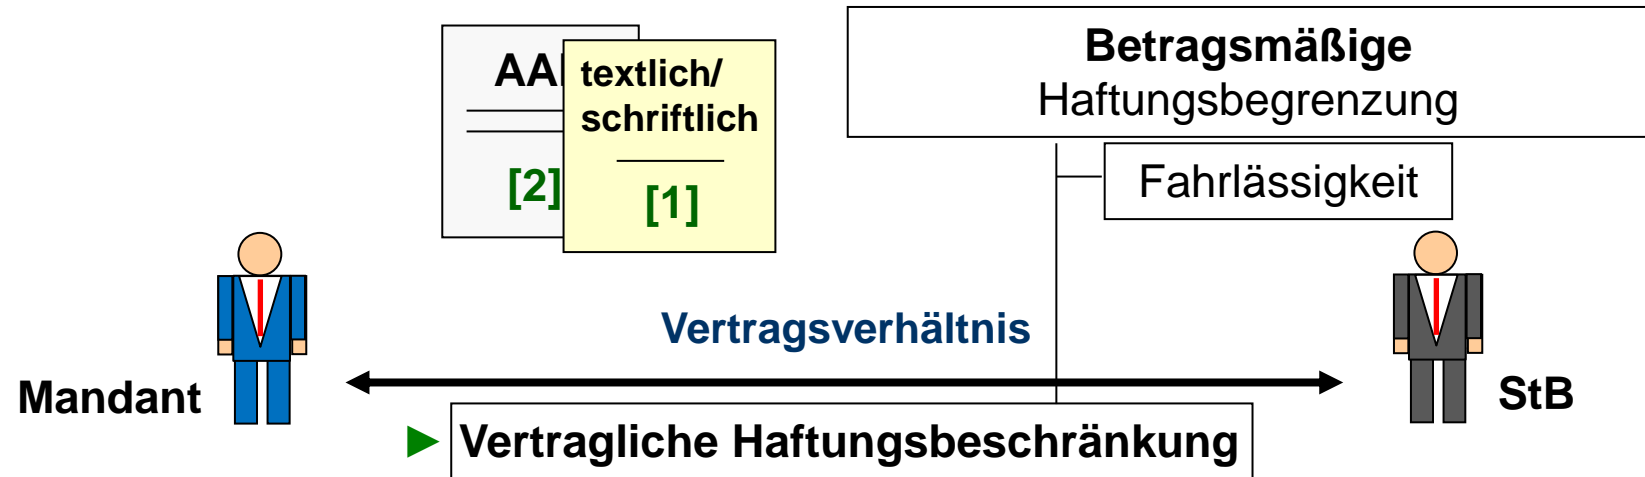 AA
[2]
textlich/
schriftlich
[1]
Betragsmäßige
Haftungsbegrenzung
Fahrlässigkeit
Vertragsverhältnis
Mandant
StB
► Vertragliche Haftungsbeschränkung